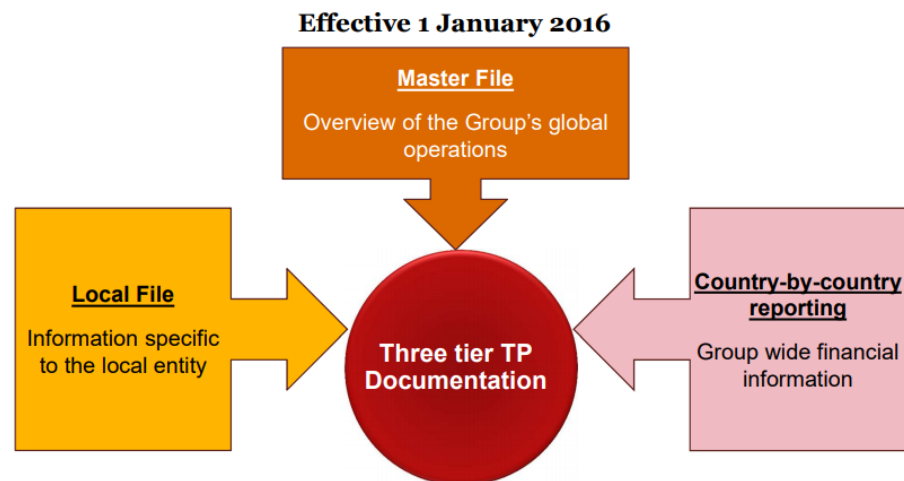 Effective 1 January 2016
Master File
Overview of the Group's global
operations
Local File
Information specific
to the local entity
Three tier TP
Documentation
Country-by-country
reporting
Group wide financial
information